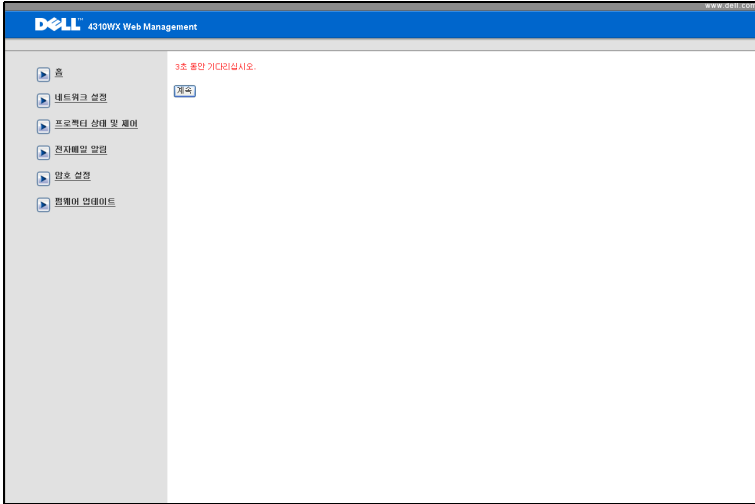 www.dell.com
DELL™ 4310WX Web Management
홈
네트워크 설정
프로젝터 상태 및 제어
전자메일 알림
암호 설정
펌웨어 업데이트
3초 동안 기다리십시오.
계속